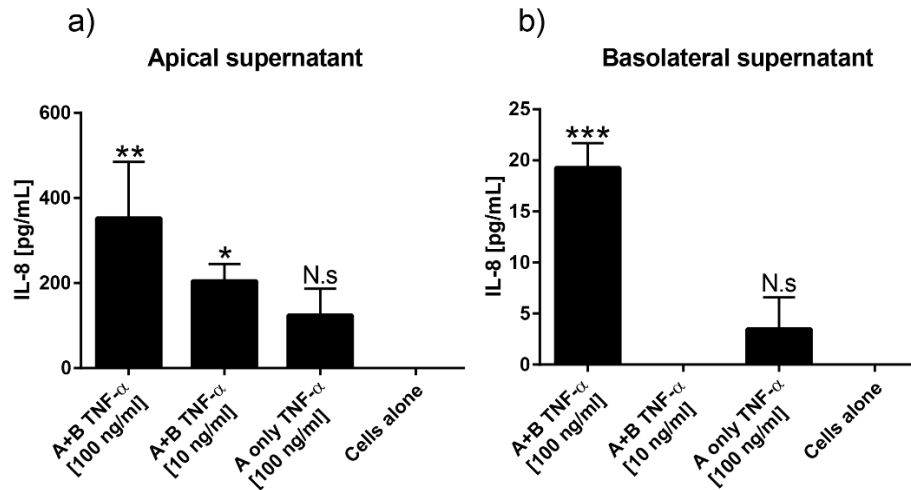 a)
Apical supernatant
IL-8 [pg/mL]
600
400
200
0
**
*
N.s
A+B TNF-α
[100 ng/ml]
A+B TNF-α
[10 ng/ml]
A only TNF-α
[100 ng/ml]
Cells alone
b)
Basolateral supernatant
IL-8 [pg/mL]
25
20
15
10
5
0
***
N.s
A+B TNF-α
[100 ng/ml]
A+B TNF-α
[10 ng/ml]
A only TNF-α
[100 ng/ml]
Cells alone